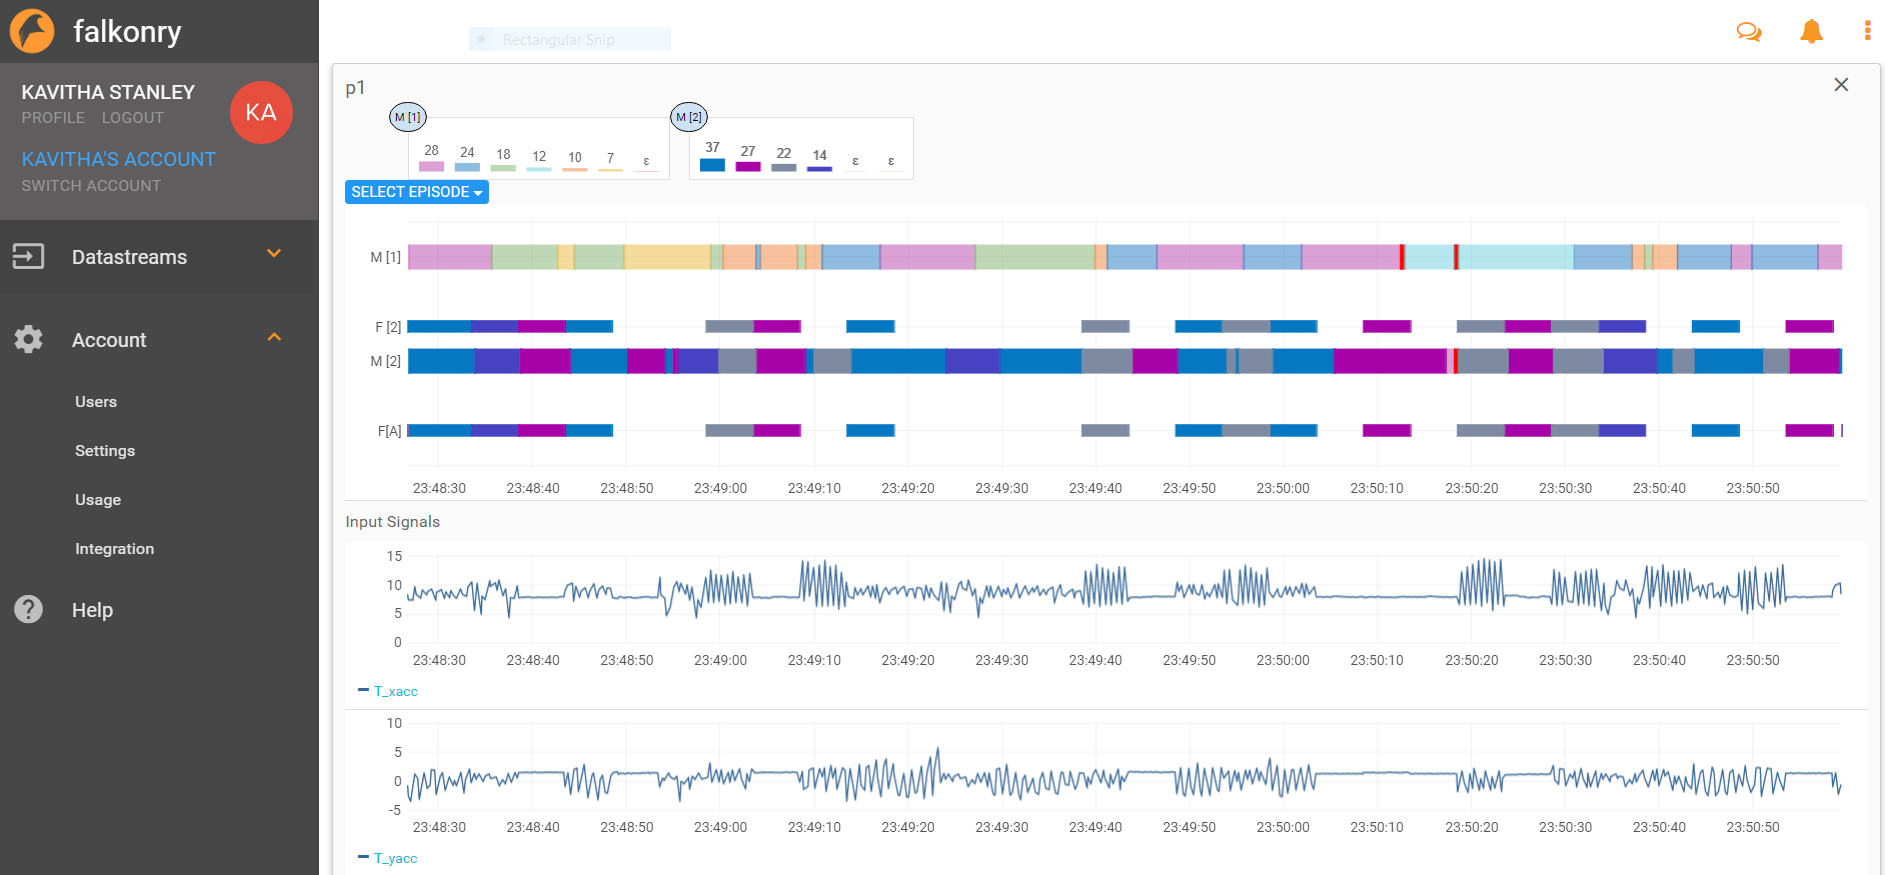 falkonry
Rectangular Snip
KAVITHA STANLEY
PROFILE LOGOUT
KA
KAVITHA'S ACCOUNT
SWITCH ACCOUNT
Datastreams
Account
Users
Settings
Usage
Integration
Help
p1
M [1]
28 24 18 12 10 7 ε
M [2]
37 27 22 14 ε ε
SELECT EPISODE
M [1]
F [2]
M [2]
F[A]
23:48:30 23:48:40 23:48:50 23:49:00 23:49:10 23:49:20 23:49:30 23:49:40 23:49:50 23:50:00 23:50:10 23:50:20 23:50:30 23:50:40 23:50:50
Input Signals
15
10
5
0
23:48:30 23:48:40 23:48:50 23:49:00 23:49:10 23:49:20 23:49:30 23:49:40 23:49:50 23:50:00 23:50:10 23:50:20 23:50:30 23:50:40 23:50:50
T_xacc
10
5
0
-5
23:48:30 23:48:40 23:48:50 23:49:00 23:49:10 23:49:20 23:49:30 23:49:40 23:49:50 23:50:00 23:50:10 23:50:20 23:50:30 23:50:40 23:50:50
T_yacc